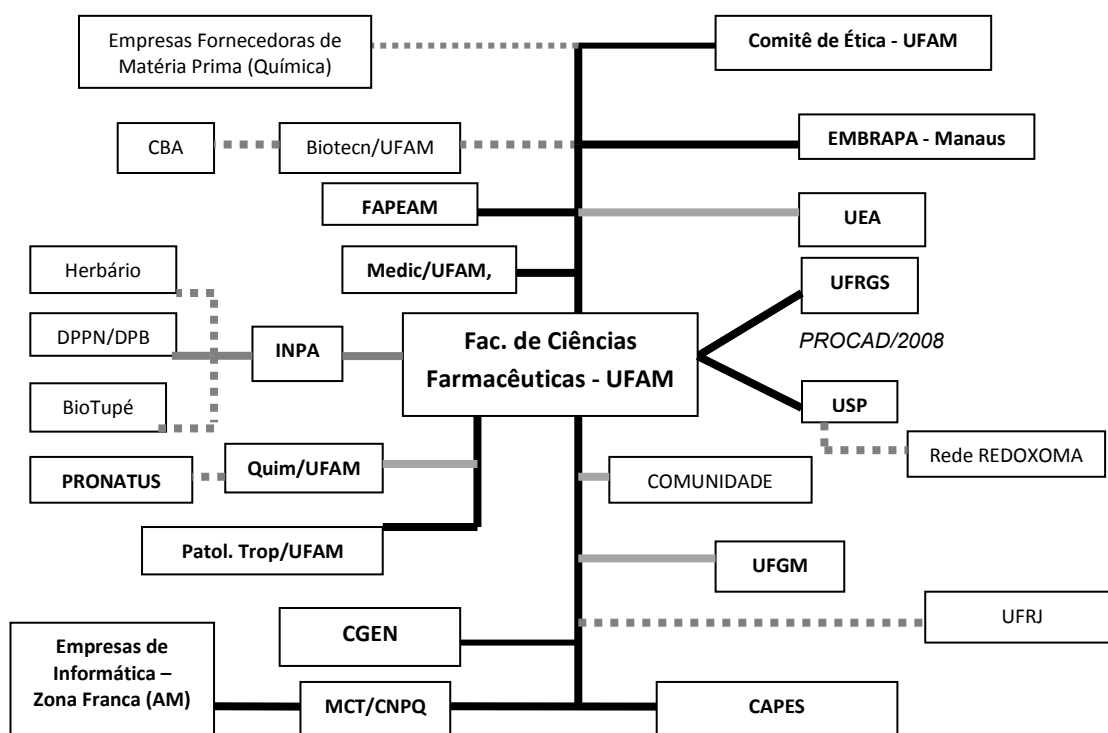 Empresas Fornecedoras de
Matéria Prima (Química)
Comitê de Ética - UFAM
CBA
Biotecn/UFAM
EMBRAPA - Manaus
FAPEAM
UEA
Herbário
Medic/UFAM,
UFRGS
DPPN/DPB
INPA
Fac. de Ciências
Farmacêuticas - UFAM
PROCAD/2008
BioTupé
USP
Rede REDOXOMA
PRONATUS
Quim/UFAM
COMUNIDADE
Patol. Trop/UFAM
UFGM
CGEN
UFRJ
Empresas de
Informática –
Zona Franca (AM)
MCT/CNPQ
CAPES